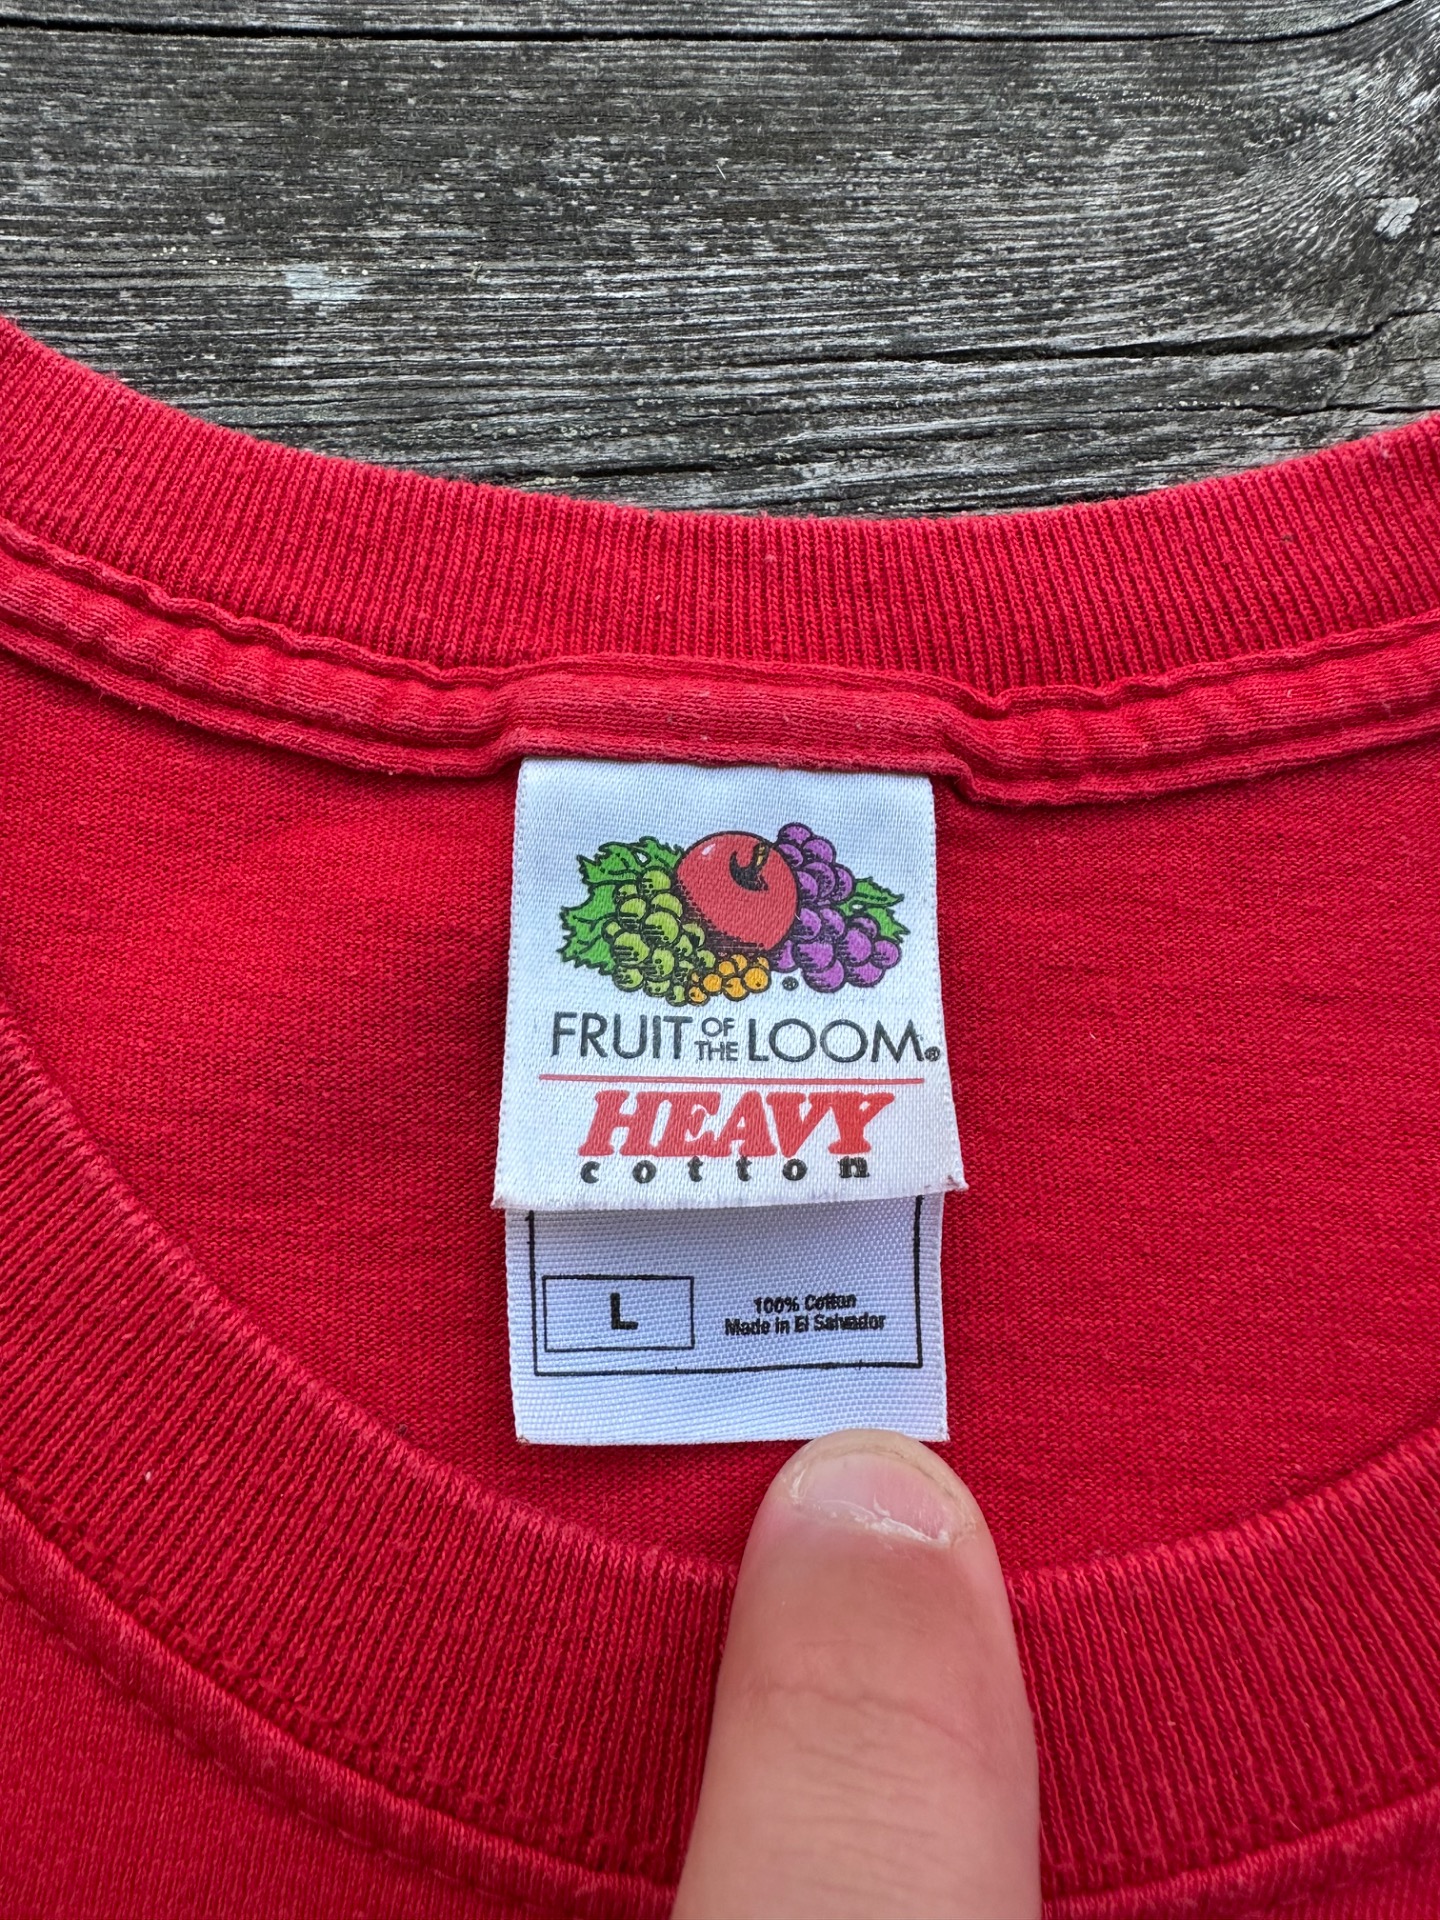 FRUIT OF THE LOOM®
HEAVY
cotton
L
100% Cotton
Made in El Salvador